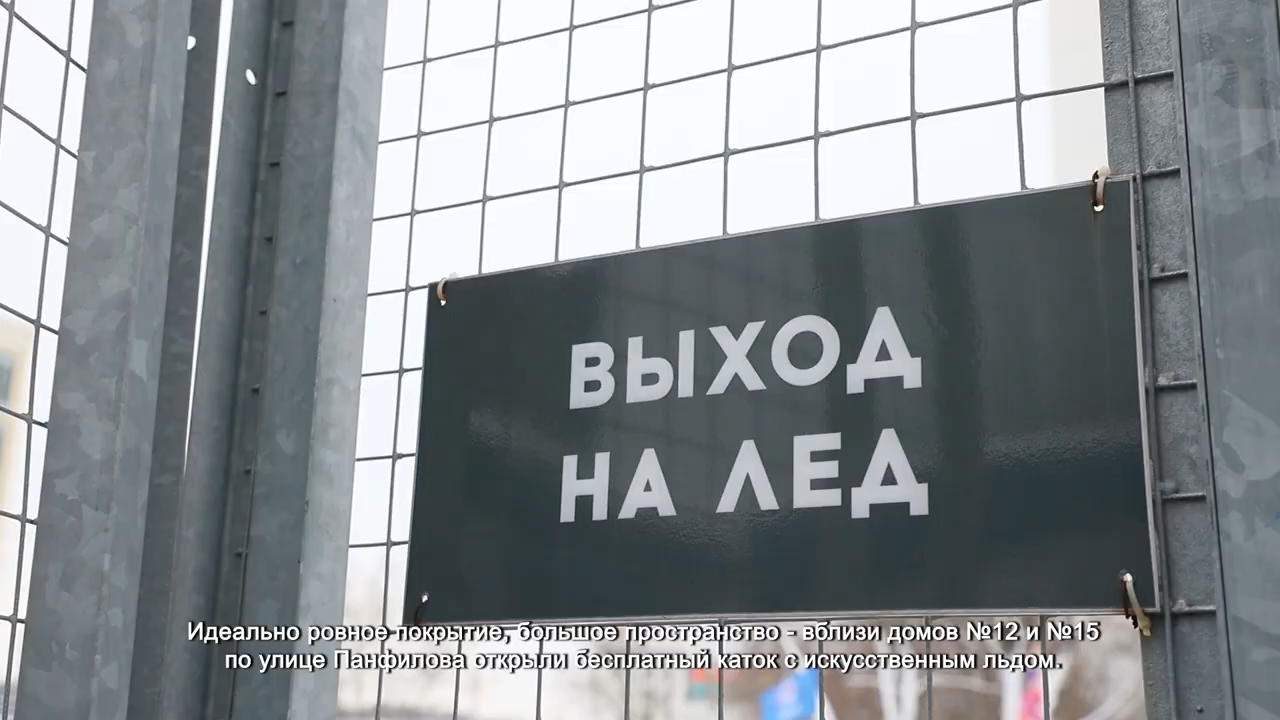 ВЫХОД
НА ЛЕД
Идеально ровное покрытие, большое пространство - вблизи домов №12 и №15
по улице Панфилова открыли бесплатный каток с искусственным льдом.